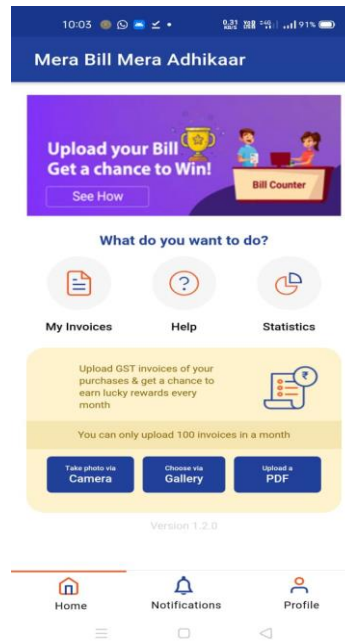 10:03
0.31 KB/S
91%
Mera Bill Mera Adhikaar
Upload your Bill
Get a chance to Win!
See How
Bill Counter
What do you want to do?
My Invoices Help Statistics
Upload GST invoices of your
purchases & get a chance to
earn lucky rewards every
month
₹
You can only upload 100 invoices in a month
Take photo via
Camera
Choose via
Gallery
Upload a
PDF
Version 1.2.0
Home Notifications Profile